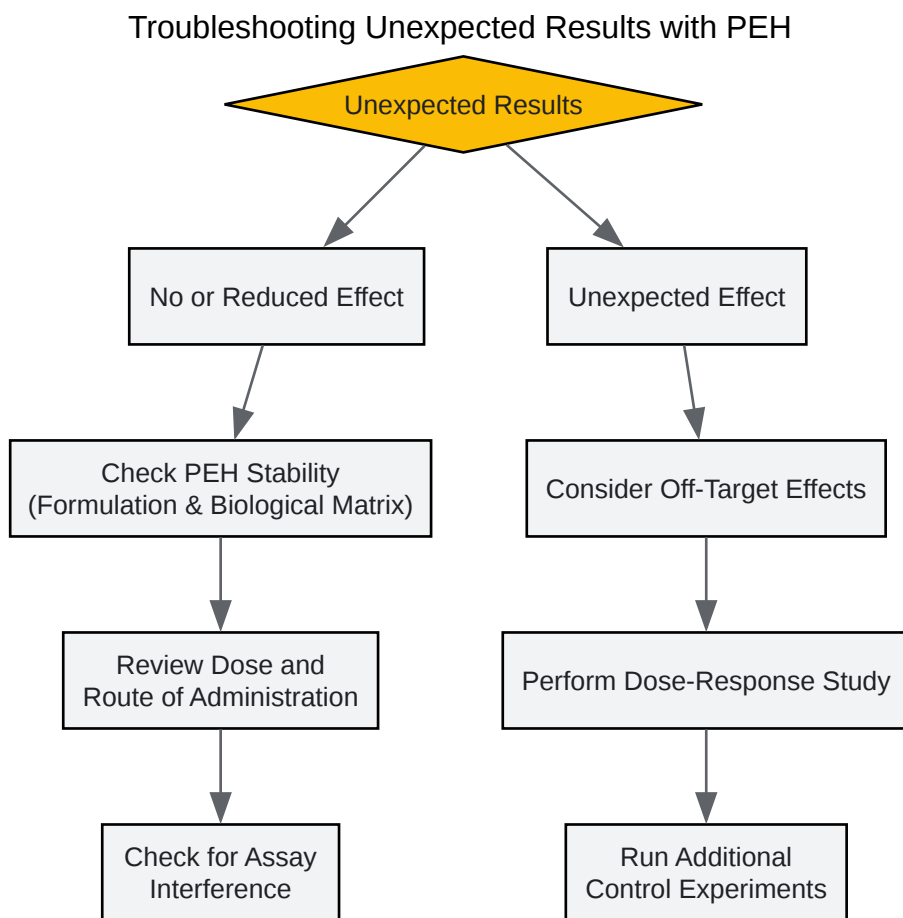 Troubleshooting Unexpected Results with PEH
Unexpected Results
No or Reduced Effect
Unexpected Effect
Check PEH Stability
(Formulation & Biological Matrix)
Consider Off-Target Effects
Review Dose and
Route of Administration
Perform Dose-Response Study
Check for Assay
Interference
Run Additional
Control Experiments